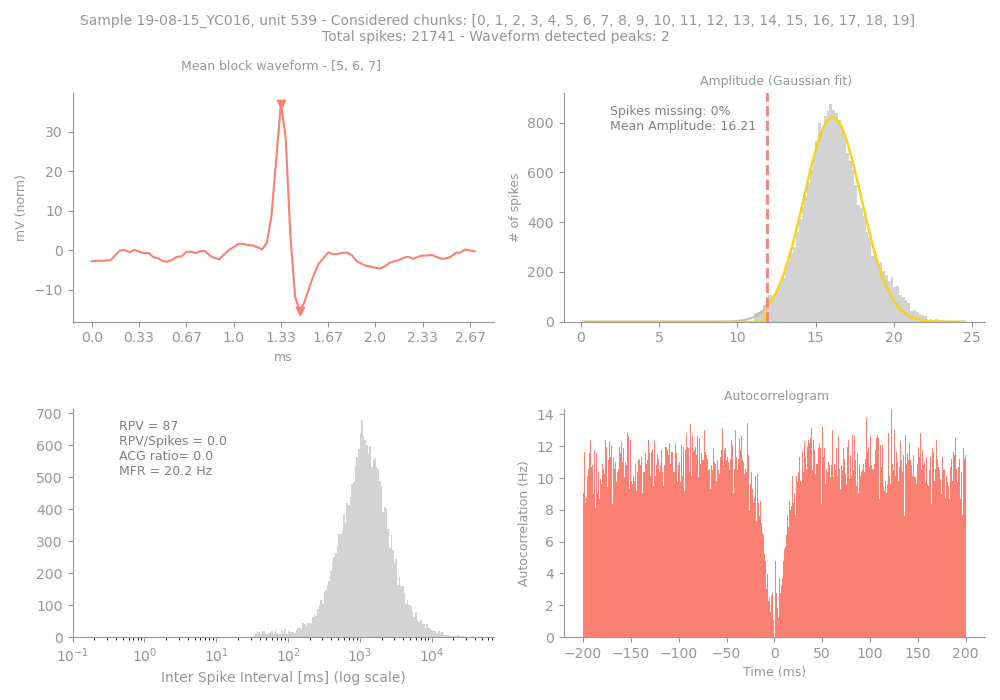 Sample 19-08-15_YC016, unit 539 - Considered chunks: [0, 1, 2, 3, 4, 5, 6, 7, 8, 9, 10, 11, 12, 13, 14, 15, 16, 17, 18, 19]
Total spikes: 21741 - Waveform detected peaks: 2
Mean block waveform - [5, 6, 7]
mV (norm)
30
20
10
0
−10
0.0 0.33 0.67 1.0 1.33 1.67 2.0 2.33 2.67
ms
Amplitude (Gaussian fit)
Spikes missing: 0%
Mean Amplitude: 16.21
# of spikes
800
600
400
200
0
0 5 10 15 20 25
RPV = 87
RPV/Spikes = 0.0
ACG ratio= 0.0
MFR = 20.2 Hz
700
600
500
400
300
200
100
0
10⁻¹ 10⁰ 10¹ 10² 10³ 10⁴
Inter Spike Interval [ms] (log scale)
Autocorrelogram
Autocorrelation (Hz)
14
12
10
8
6
4
2
0
−200 −150 −100 −50 0 50 100 150 200
Time (ms)